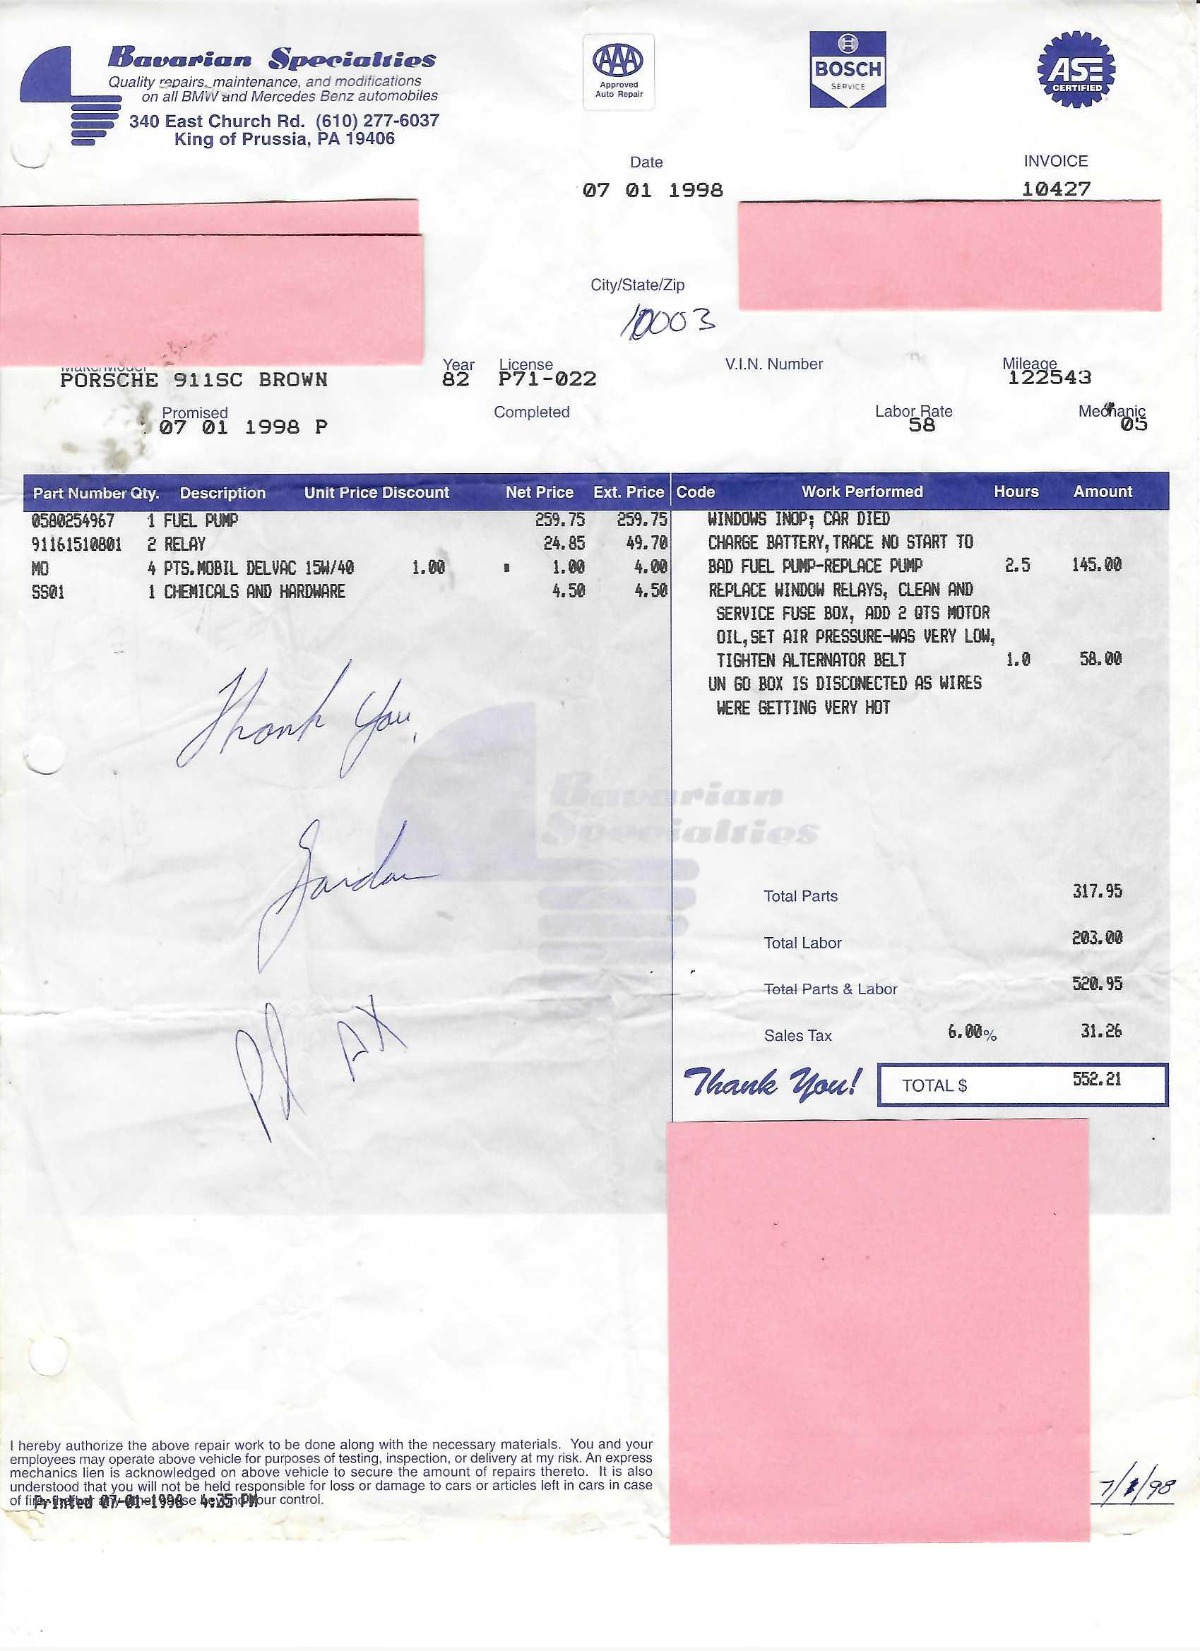 Bavarian Specialties
Quality repairs, maintenance, and modifications
on all BMW and Mercedes Benz automobiles
340 East Church Rd. (610) 277-6037
King of Prussia, PA 19406
AAA
Approved
Auto Repair
BOSCH
SERVICE
ASE
CERTIFIED
Date
07 01 1998
INVOICE
10427
City/State/Zip
10003
Make/Model
PORSCHE 911SC BROWN
Year
82
License
P71-022
V.I.N. Number
Mileage
122543
Promised
07 01 1998 P
Completed
Labor Rate
58
Mechanic
05
Part Number Qty. Description Unit Price Discount Net Price Ext. Price Code Work Performed Hours Amount
0580254967 1 FUEL PUMP 259.75 259.75
91161510801 2 RELAY 24.85 49.70
MO 4 PTS.MOBIL DELVAC 15W/40 1.00 1.00 4.00
SS01 1 CHEMICALS AND HARDWARE 4.50 4.50
WINDOWS INOP; CAR DIED
CHARGE BATTERY,TRACE NO START TO
BAD FUEL PUMP-REPLACE PUMP 2.5 145.00
REPLACE WINDOW RELAYS, CLEAN AND
SERVICE FUSE BOX, ADD 2 QTS MOTOR
OIL,SET AIR PRESSURE-WAS VERY LOW,
TIGHTEN ALTERNATOR BELT 1.0 58.00
UN GO BOX IS DISCONECTED AS WIRES
WERE GETTING VERY HOT
Thank You,
Gordon
Pd AX
Bavarian
Specialties
Total Parts 317.95
Total Labor 203.00
Total Parts & Labor 520.95
Sales Tax 6.00% 31.26
Thank You! TOTAL $ 552.21
I hereby authorize the above repair work to be done along with the necessary materials. You and your
employees may operate above vehicle for purposes of testing, inspection, or delivery at my risk. An express
mechanics lien is acknowledged on above vehicle to secure the amount of repairs thereto. It is also
understood that you will not be held responsible for loss or damage to cars or articles left in cars in case
of our control.
Printed 07-01-1998 4:35 PM
7/1/98